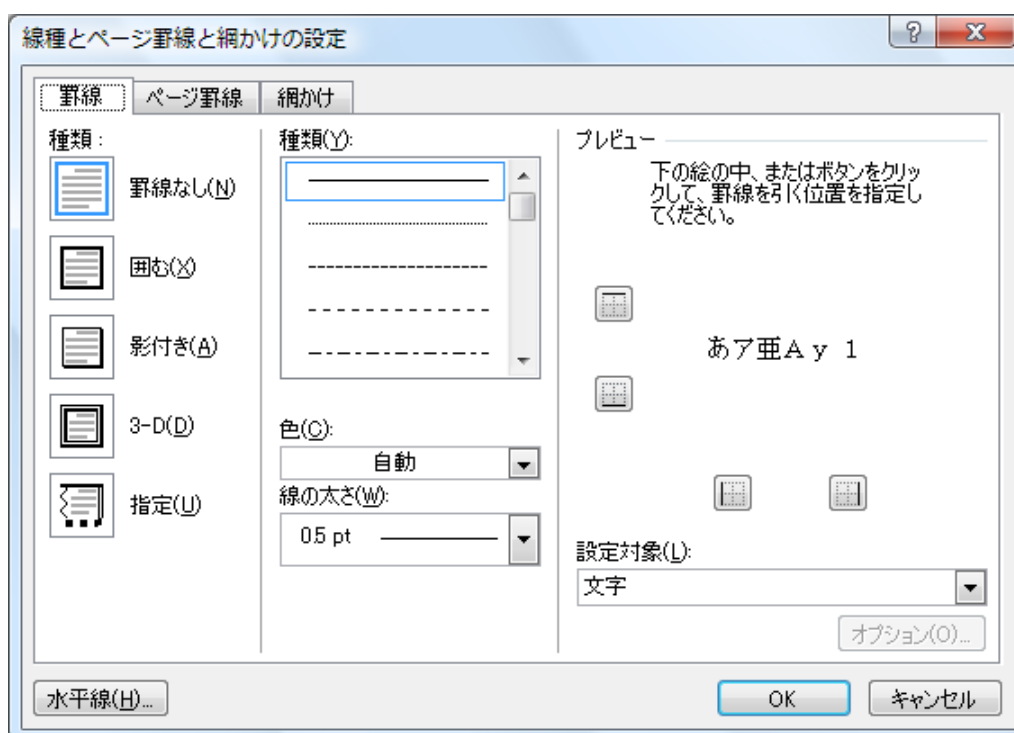 線種とページ罫線と網かけの設定
罫線
ページ罫線
網かけ
種類:
罫線なし(N)
囲む(X)
影付き(A)
3-D(D)
指定(U)
種類(Y):
色(C):
自動
線の太さ(W):
0.5 pt
プレビュー
下の絵の中、またはボタンをクリッ
クして、罫線を引く位置を指定し
てください。
あア亜Ay 1
設定対象(L):
文字
オプション(O)...
水平線(H)...
OK
キャンセル